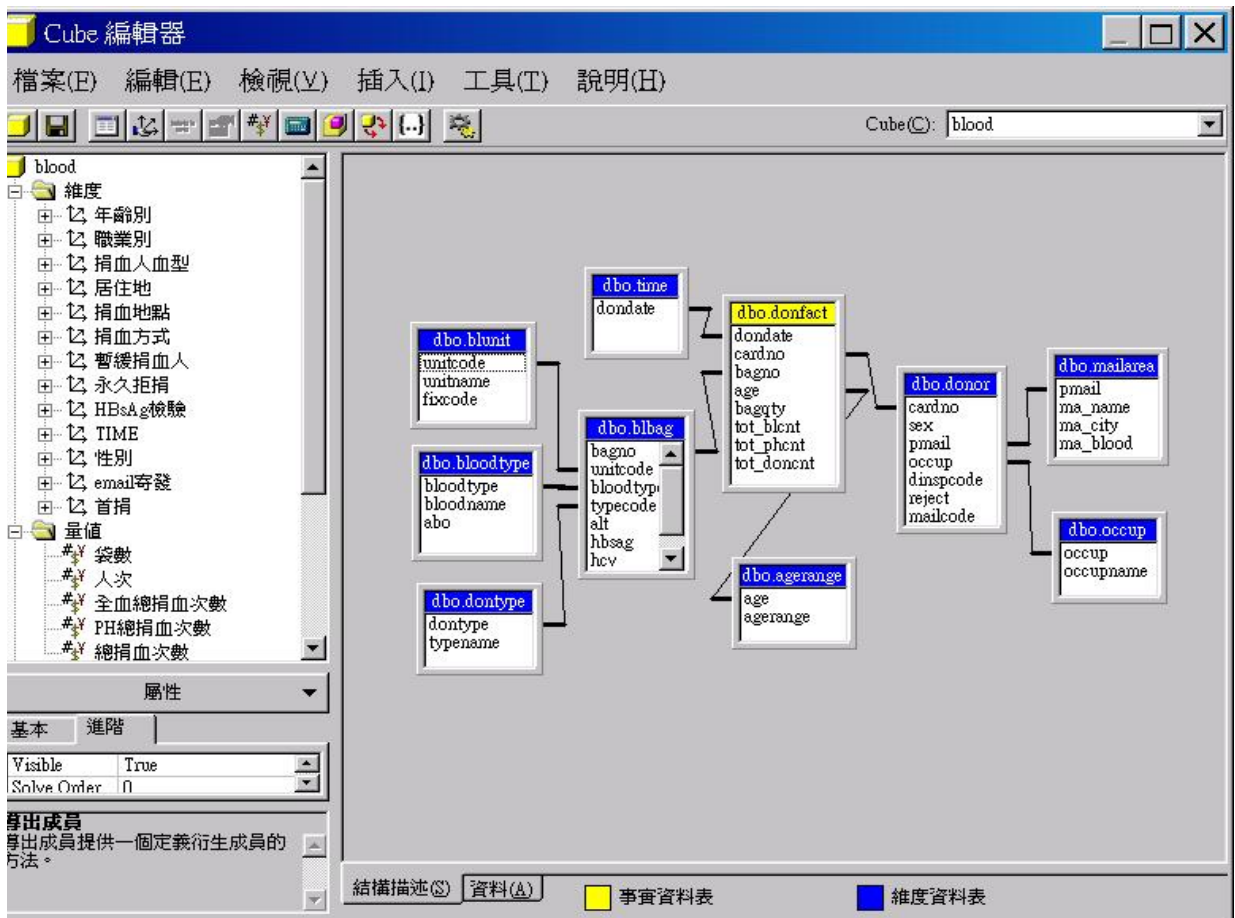 Cube 編輯器
檔案(F) 編輯(E) 檢視(V) 插入(I) 工具(T) 說明(H)
Cube(C): blood
blood
維度
年齡別
職業別
捐血人血型
居住地
捐血地點
捐血方式
暫緩捐血人
永久拒捐
HBsAg檢驗
TIME
性別
email寄發
首捐
量值
袋數
人次
全血總捐血次數
PH總捐血次數
總捐血次數
屬性
基本 進階
Visible True
Solve Order 0
導出成員
導出成員提供一個定義衍生成員的
方法。
dbo.blunit
unitcode
unitname
fixcode
dbo.bloodtype
bloodtype
bloodname
abo
dbo.dontype
dontype
typename
dbo.time
dondate
dbo.blbag
bagno
unitcode
bloodtype
typecode
alt
hbsag
hcv
dbo.donfact
dondate
cardno
bagno
age
bagqty
tot_blcnt
tot_phcnt
tot_doncnt
dbo.agerange
age
agerange
dbo.donor
cardno
sex
pmail
occup
dinspcode
reject
mailcode
dbo.mailarea
pmail
ma_name
ma_city
ma_blood
dbo.occup
occup
occupname
結構描述(S) 資料(A)
事實資料表
維度資料表